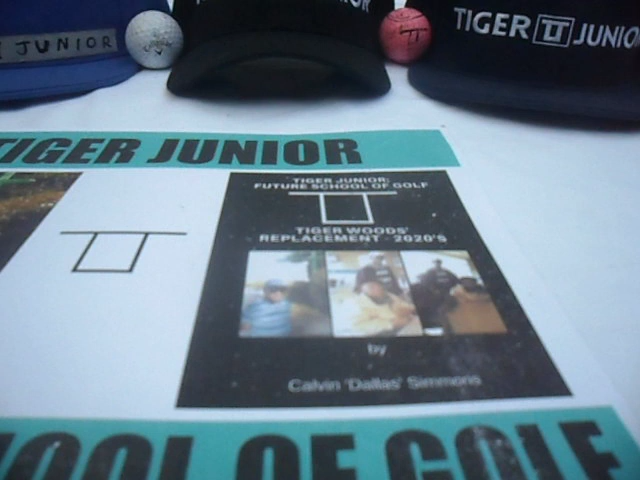 JUNIOR
TIGER JUNIOR
TIGER JUNIOR
TIGER JUNIOR:
FUTURE SCHOOL OF GOLF
TIGER WOODS'
REPLACEMENT - 2020'S
by
Calvin 'Dallas' Simmons
OOL OF GOLF